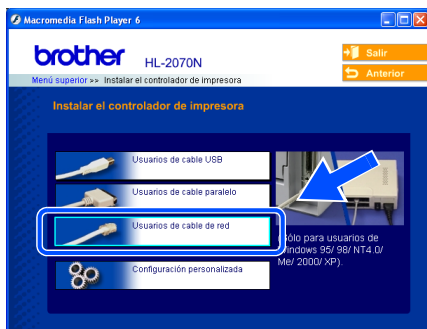 Macromedia Flash Player 6
brother
HL-2070N
Salir
Anterior
Menú superior >> Instalar el controlador de impresora
Instalar el controlador de impresora
Usuarios de cable USB
Usuarios de cable paralelo
Usuarios de cable de red
Configuración personalizada
Sólo para usuarios de
Windows 95/ 98/ NT4.0/
Me/ 2000/ XP).